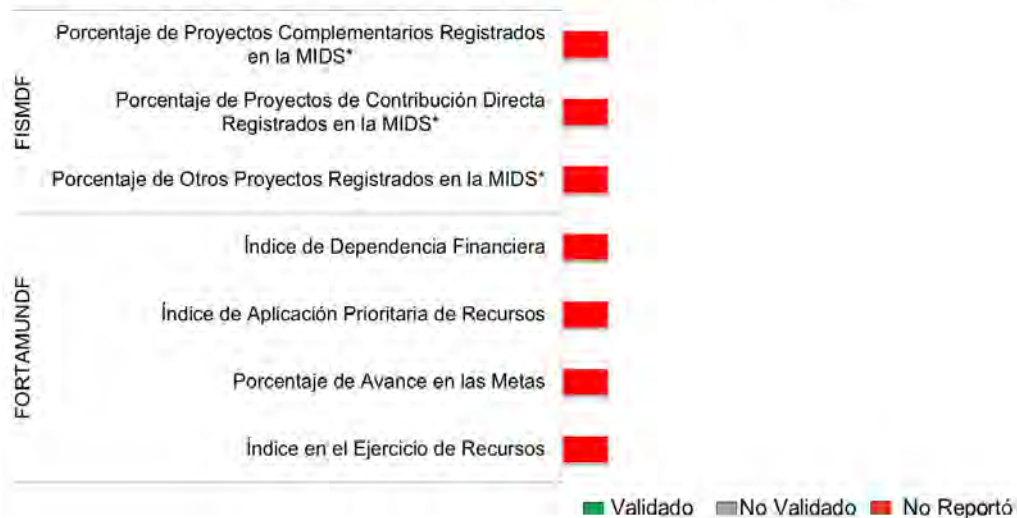 FISMDF
Porcentaje de Proyectos Complementarios Registrados
en la MIDS*
Porcentaje de Proyectos de Contribución Directa
Registrados en la MIDS*
Porcentaje de Otros Proyectos Registrados en la MIDS*
FORTAMUNDF
Índice de Dependencia Financiera
Índice de Aplicación Prioritaria de Recursos
Porcentaje de Avance en las Metas
Índice en el Ejercicio de Recursos
Validado No Validado No Reportó